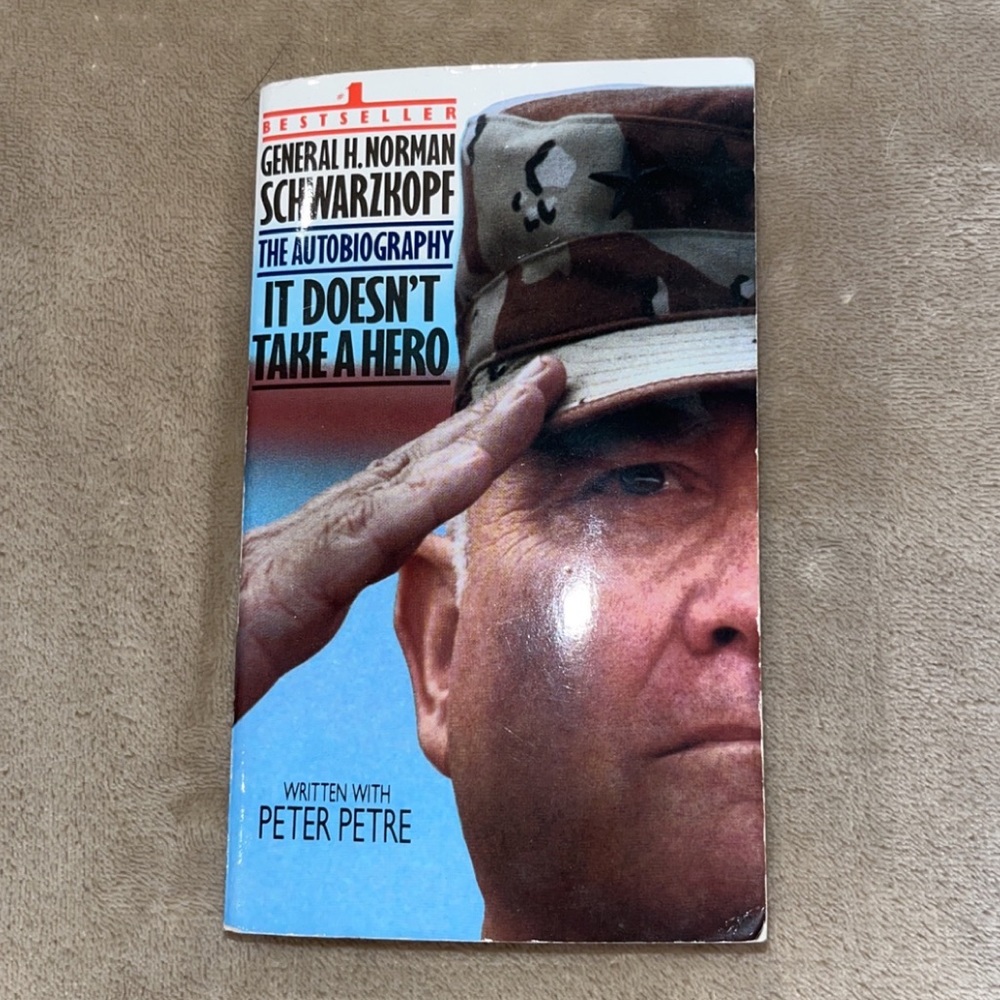 #1
BESTSELLER
GENERAL H. NORMAN
SCHWARZKOPF
THE AUTOBIOGRAPHY
IT DOESN'T
TAKE A HERO
WRITTEN WITH
PETER PETRE